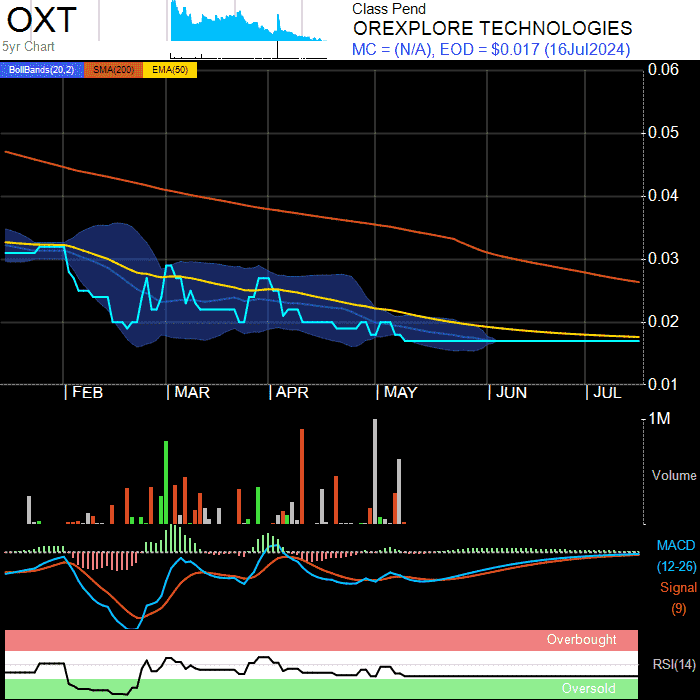 OXT
5yr Chart
Class Pend
OREXPLORE TECHNOLOGIES
MC = (N/A), EOD = $0.017 (16Jul2024)
BollBands(20,2) SMA(200) EMA(50)
0.06
0.05
0.04
0.03
0.02
0.01
| FEB | MAR | APR | MAY | JUN | JUL
1M
Volume
MACD
(12-26)
Signal
(9)
Overbought
RSI(14)
Oversold